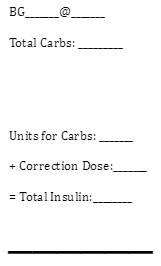 BG______@______
Total Carbs: ________
Units for Carbs: ______
+ Correction Dose:______
= Total Insulin:_______